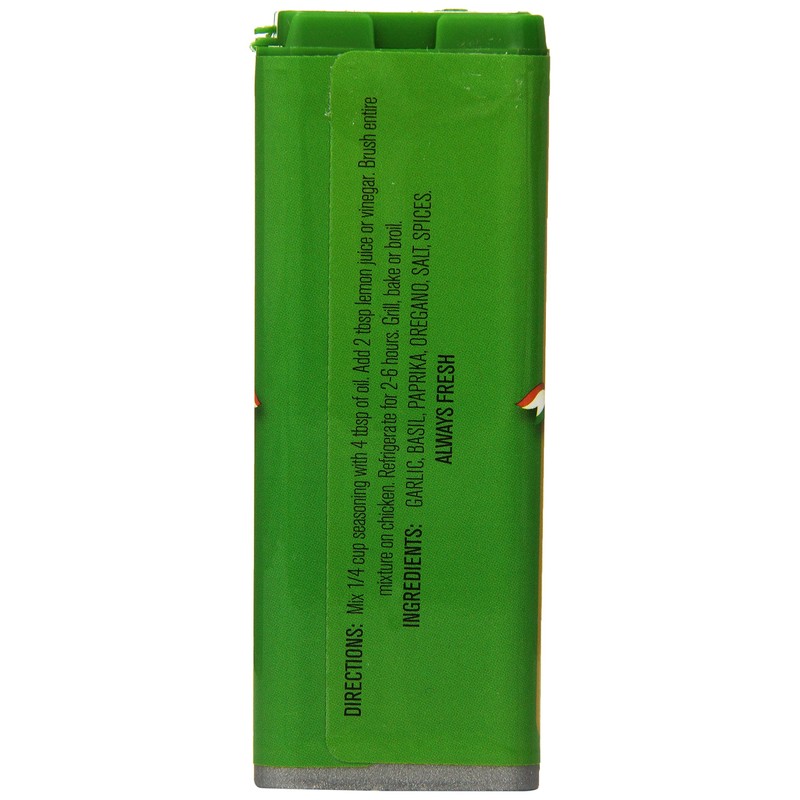 DIRECTIONS: Mix 1/4 cup seasoning with 4 tbsp of oil. Add 2 tbsp lemon juice or vinegar. Brush entire
mixture on chicken. Refrigerate for 2-6 hours. Grill, bake or broil.
INGREDIENTS: GARLIC, BASIL, PAPRIKA, OREGANO, SALT, SPICES.
ALWAYS FRESH